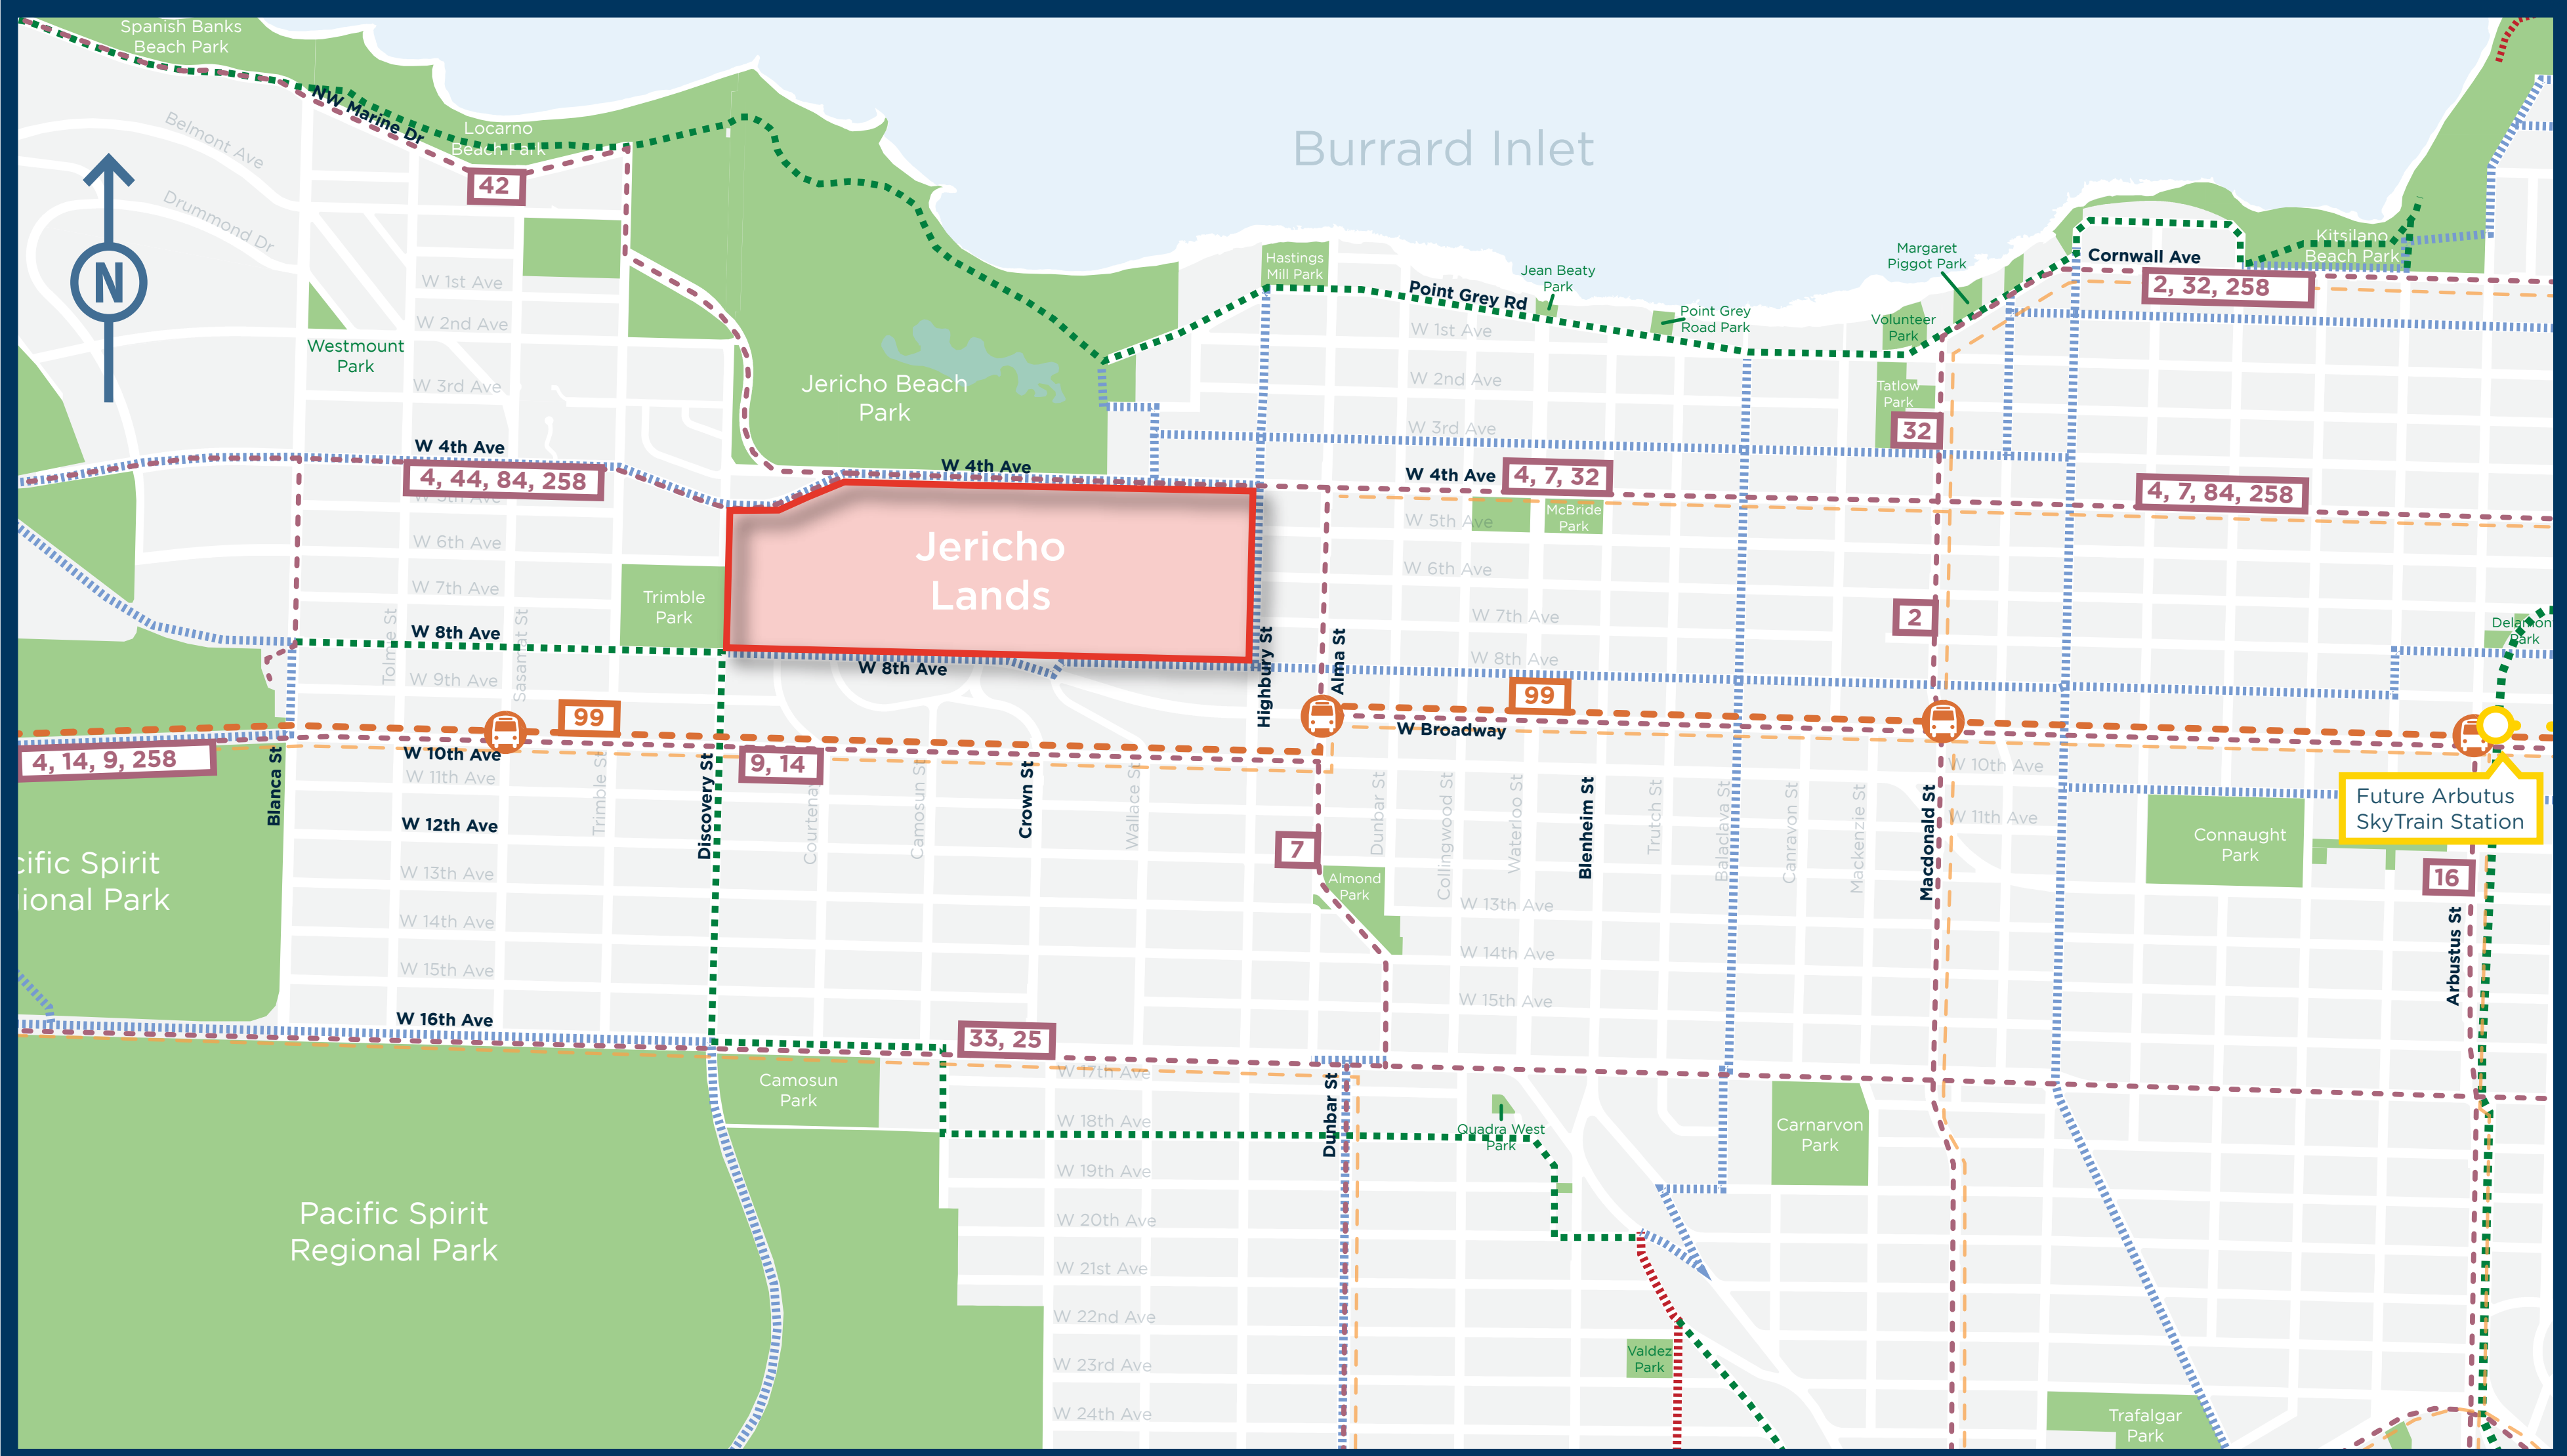 Spanish Banks
Beach Park
NW Marine Dr
Belmont Ave
Drummond Dr
Locarno
Beach Park
42
N
Burrard Inlet
W 1st Ave
W 2nd Ave
Westmount
Park
W 3rd Ave
W 4th Ave
4, 44, 84, 258
W 5th Ave
W 6th Ave
W 7th Ave
W 8th Ave
W 9th Ave
Tolmie St
Sasamat St
Trimble
Park
Jericho Beach
Park
W 4th Ave
Jericho
Lands
W 8th Ave
Hastings
Mill Park
Point Grey Rd
Jean Beaty
Park
Point Grey
Road Park
Margaret
Piggot Park
Volunteer
Park
Tatlow
Park
32
Cornwall Ave
2, 32, 258
Kitsilano
Beach Park
W 1st Ave
W 2nd Ave
W 3rd Ave
W 4th Ave
4, 7, 32
4, 7, 84, 258
W 5th Ave
McBride
Park
W 6th Ave
W 7th Ave
W 8th Ave
2
Delamont
Park
Highbury St
Alma St
99
99
W Broadway
4, 14, 9, 258
W 10th Ave
9, 14
W 11th Ave
W 12th Ave
W 13th Ave
W 14th Ave
W 15th Ave
W 16th Ave
Blanca St
Trimble St
Discovery St
Courtenay
Camosun St
Crown St
Wallace St
7
Almond
Park
Dunbar St
Collingwood St
Waterloo St
Blenheim St
Trutch St
Balaclava St
Canravon St
Mackenzie St
Macdonald St
W 10th Ave
W 11th Ave
Future Arbutus
SkyTrain Station
Connaught
Park
16
Arbustus St
cific Spirit
ional Park
W 13th Ave
W 14th Ave
W 15th Ave
33, 25
Camosun
Park
W 17th Ave
W 18th Ave
W 19th Ave
W 20th Ave
W 21st Ave
W 22nd Ave
W 23rd Ave
W 24th Ave
Dunbar St
Quadra West
Park
Carnarvon
Park
Pacific Spirit
Regional Park
Valdez
Park
Trafalgar
Park